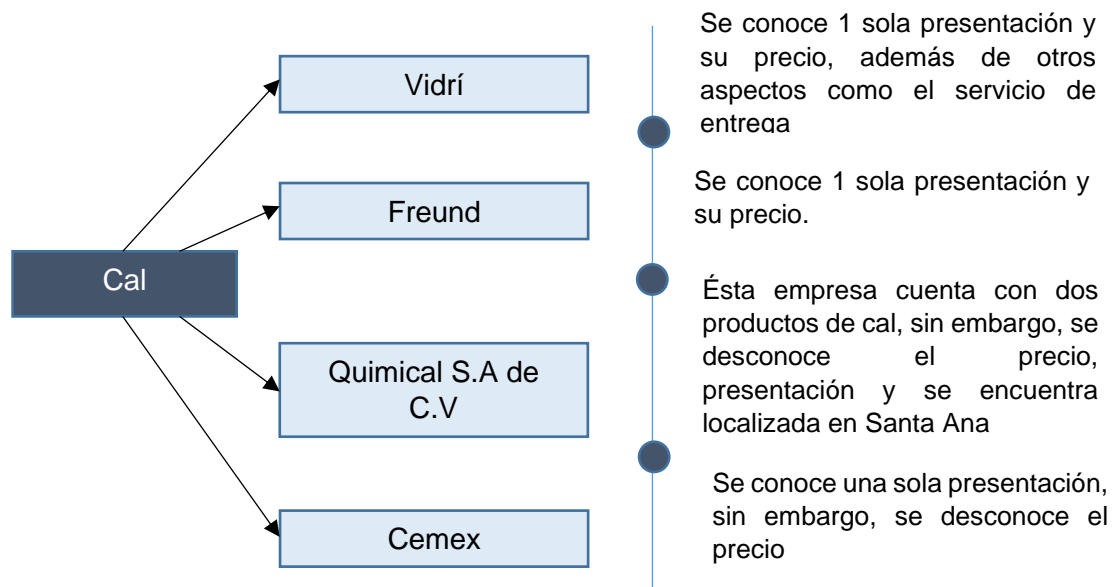 Se conoce 1 sola presentación y
su precio, además de otros
aspectos como el servicio de
entrega
Vidrí
Se conoce 1 sola presentación y
su precio.
Freund
Cal
Ésta empresa cuenta con dos
productos de cal, sin embargo, se
desconoce el precio,
presentación y se encuentra
localizada en Santa Ana
Quimical S.A de
C.V
Se conoce una sola presentación,
sin embargo, se desconoce el
precio
Cemex